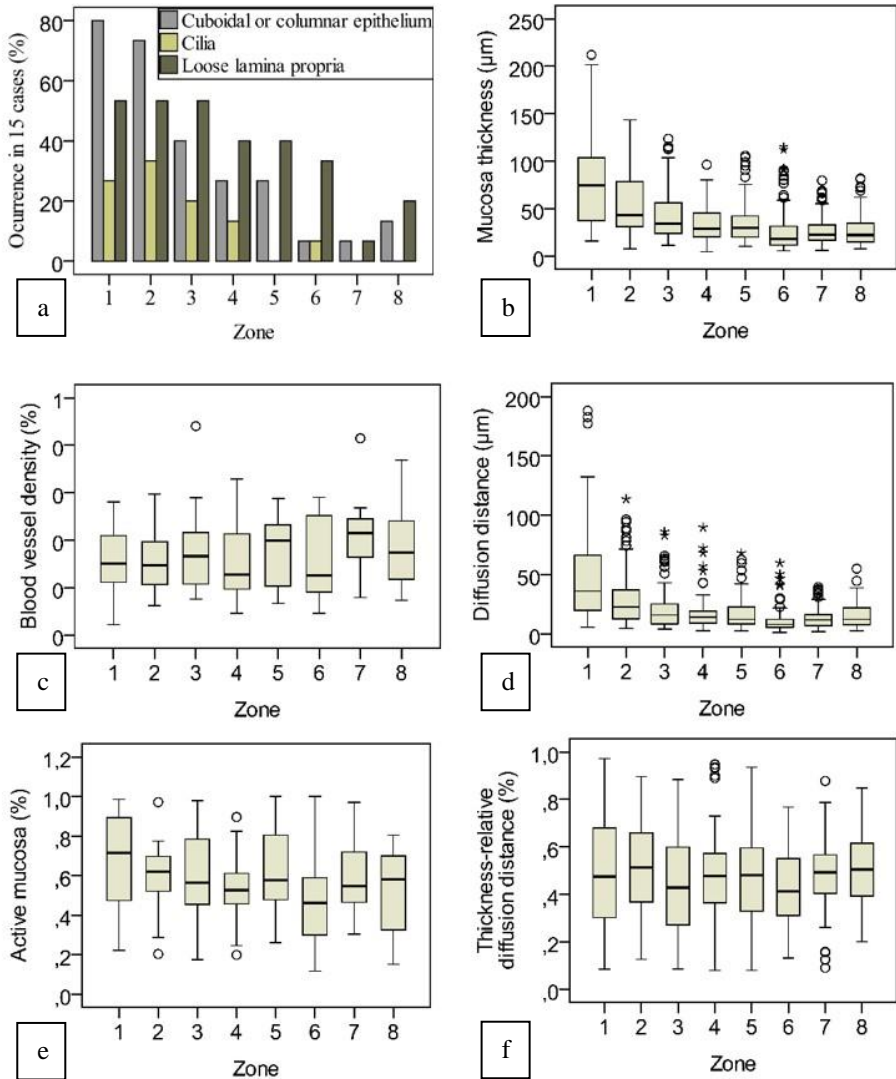 Ocurrence in 15 cases (%)
80
60
40
20
0
Cuboidal or columnar epithelium
Cilia
Loose lamina propria
1 2 3 4 5 6 7 8
Zone
a
Mucosa thickness (µm)
250
200
150
100
50
0
1 2 3 4 5 6 7 8
Zone
b
Blood vessel density (%)
1
0
0
0
0
0
1 2 3 4 5 6 7 8
Zone
c
Diffusion distance (µm)
200
150
100
50
0
1 2 3 4 5 6 7 8
Zone
d
Active mucosa (%)
1,2
1,0
,8
,6
,4
,2
,0
1 2 3 4 5 6 7 8
Zone
e
Thickness-relative
diffusion distance (%)
1,0
,8
,6
,4
,2
,0
1 2 3 4 5 6 7 8
Zone
f